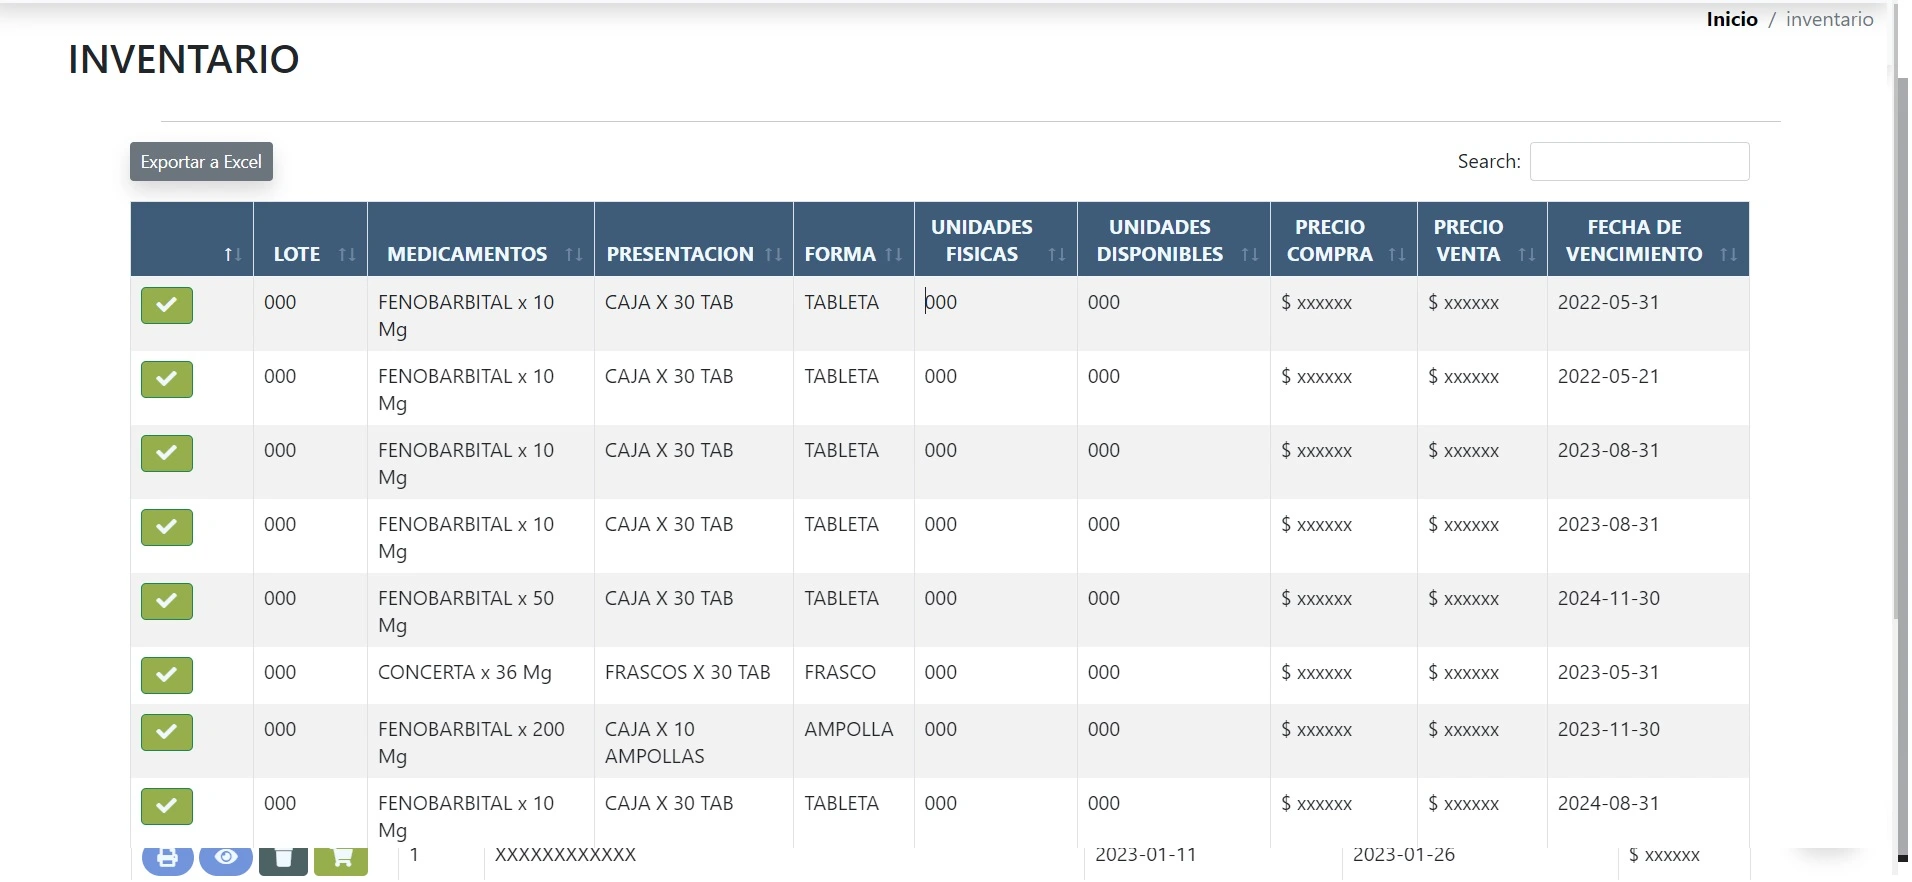 Inicio / inventario
INVENTARIO
Exportar a Excel
Search:
LOTE MEDICAMENTOS PRESENTACION FORMA UNIDADES FISICAS UNIDADES DISPONIBLES PRECIO COMPRA PRECIO VENTA FECHA DE VENCIMIENTO
000 FENOBARBITAL x 10 Mg CAJA X 30 TAB TABLETA 000 000 $ xxxxxx $ xxxxxx 2022-05-31
000 FENOBARBITAL x 10 Mg CAJA X 30 TAB TABLETA 000 000 $ xxxxxx $ xxxxxx 2022-05-21
000 FENOBARBITAL x 10 Mg CAJA X 30 TAB TABLETA 000 000 $ xxxxxx $ xxxxxx 2023-08-31
000 FENOBARBITAL x 10 Mg CAJA X 30 TAB TABLETA 000 000 $ xxxxxx $ xxxxxx 2023-08-31
000 FENOBARBITAL x 50 Mg CAJA X 30 TAB TABLETA 000 000 $ xxxxxx $ xxxxxx 2024-11-30
000 CONCERTA x 36 Mg FRASCOS X 30 TAB FRASCO 000 000 $ xxxxxx $ xxxxxx 2023-05-31
000 FENOBARBITAL x 200 Mg CAJA X 10 AMPOLLAS AMPOLLA 000 000 $ xxxxxx $ xxxxxx 2023-11-30
000 FENOBARBITAL x 10 Mg CAJA X 30 TAB TABLETA 000 000 $ xxxxxx $ xxxxxx 2024-08-31
1 XXXXXXXXXXXX 2023-01-11 2023-01-26 $ xxxxxx